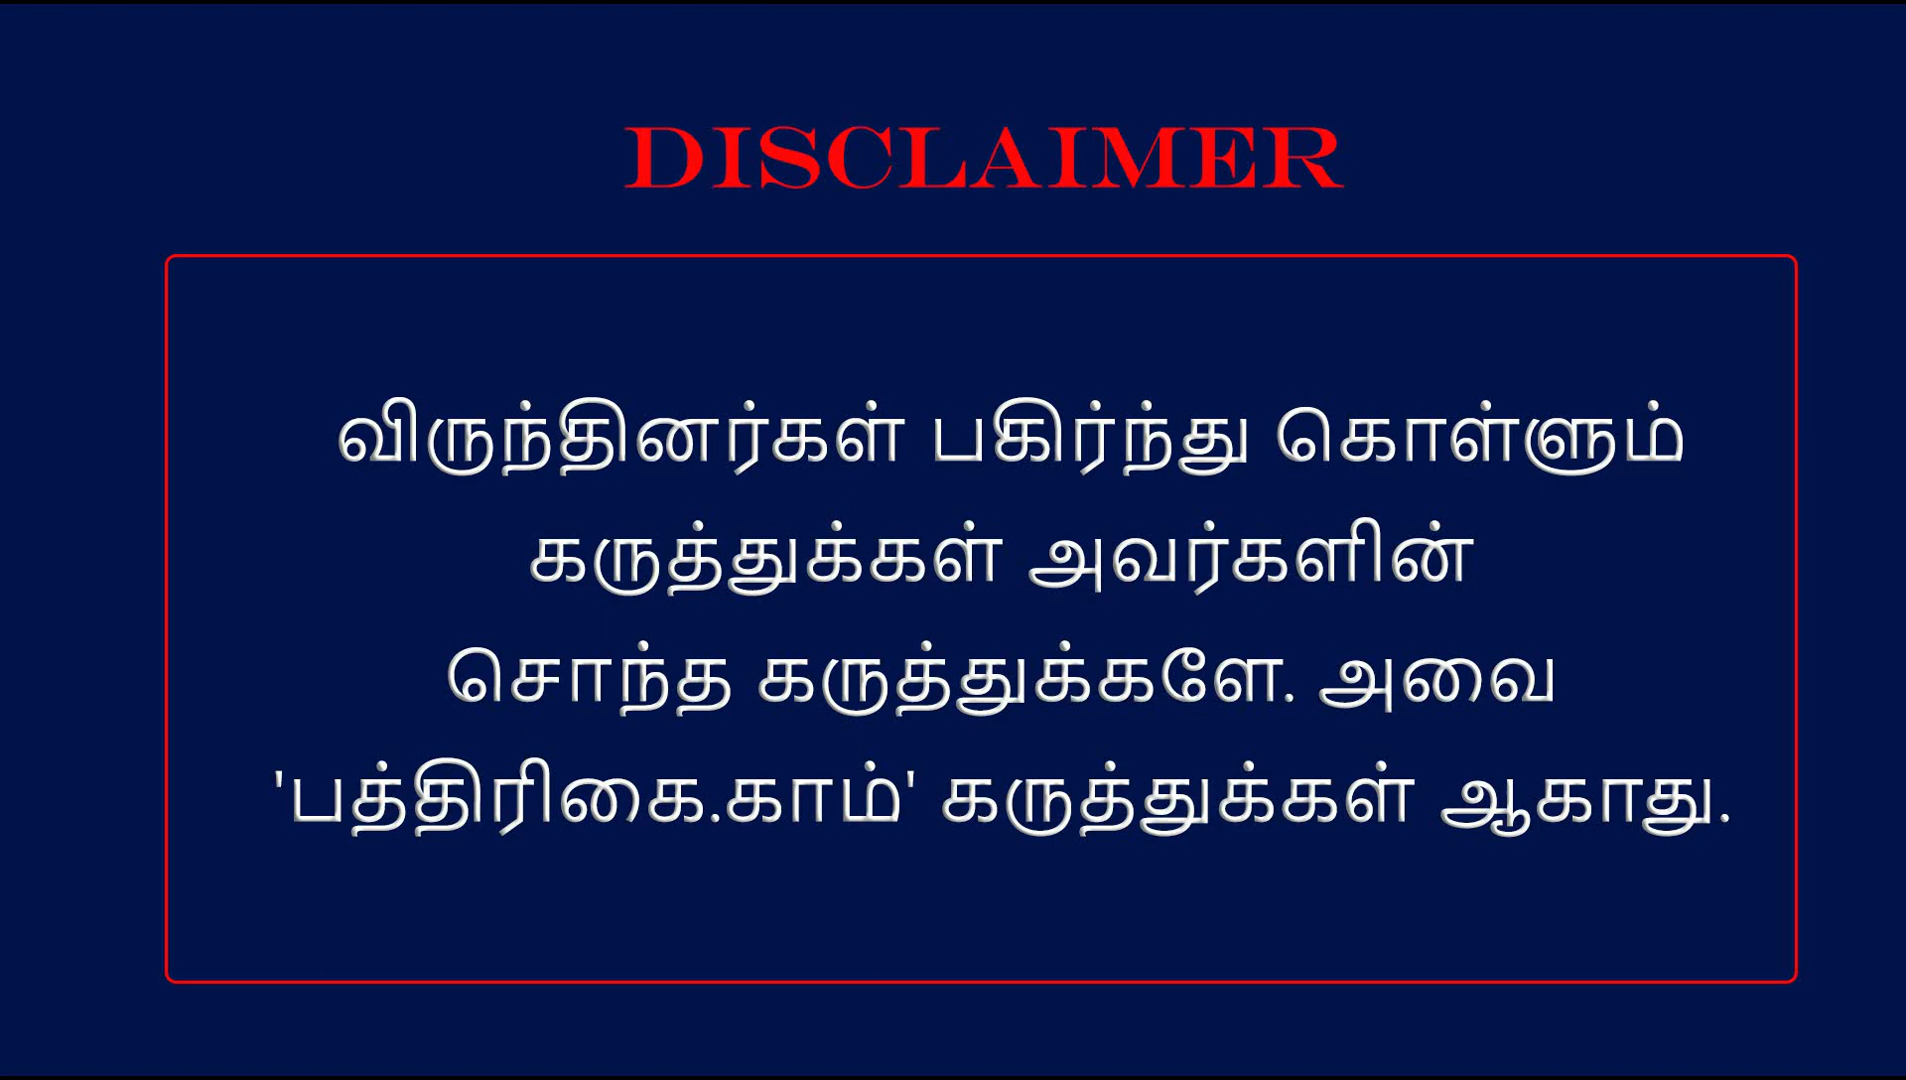 DISCLAIMER
விருந்தினர்கள் பகிர்ந்து கொள்ளும்
கருத்துக்கள் அவர்களின்
சொந்த கருத்துக்களே. அவை
'பத்திரிகை.காம்' கருத்துக்கள் ஆகாது.